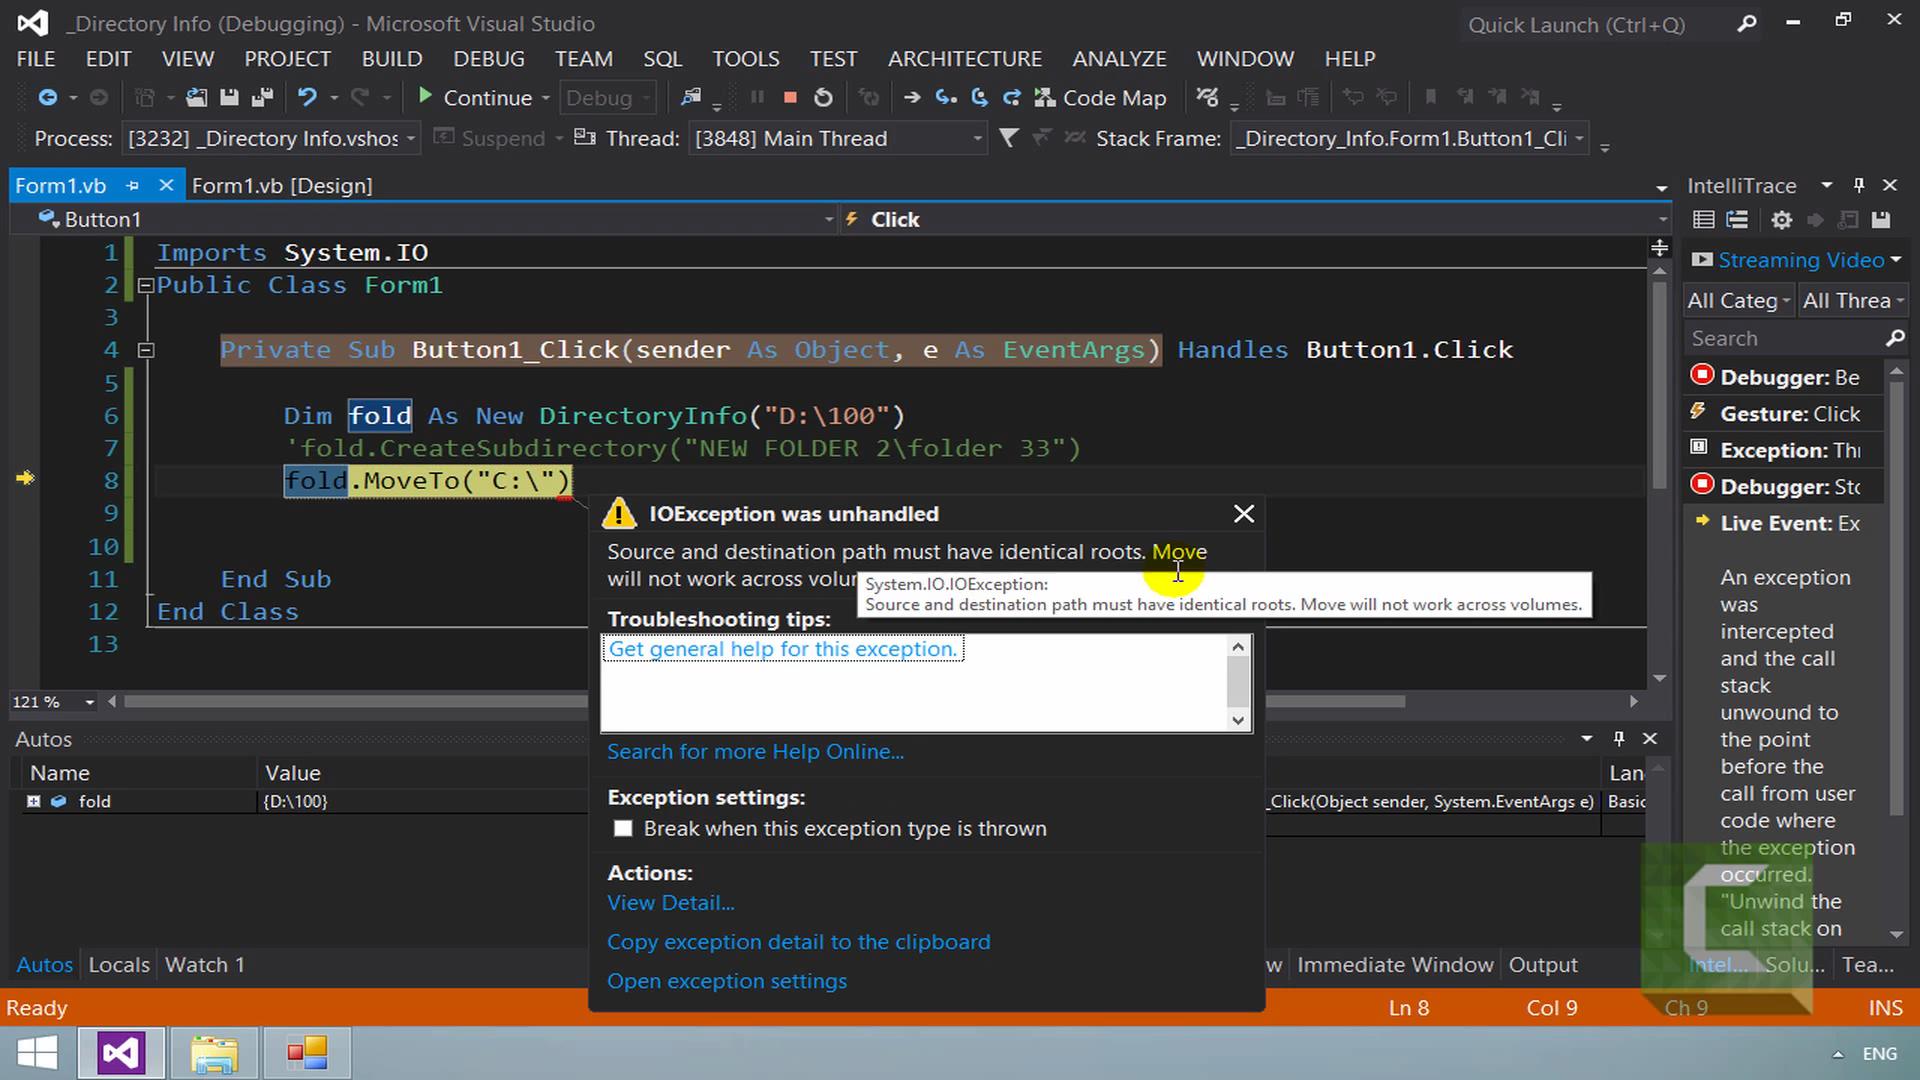 _Directory Info (Debugging) - Microsoft Visual Studio
Quick Launch (Ctrl+Q)
FILE EDIT VIEW PROJECT BUILD DEBUG TEAM SQL TOOLS TEST ARCHITECTURE ANALYZE WINDOW HELP
Continue Debug Code Map
Process: [3232] _Directory Info.vshos Suspend Thread: [3848] Main Thread Stack Frame: _Directory_Info.Form1.Button1_Cli
Form1.vb Form1.vb [Design]
Button1 Click
1 Imports System.IO
2 Public Class Form1
3
4 Private Sub Button1_Click(sender As Object, e As EventArgs) Handles Button1.Click
5
6 Dim fold As New DirectoryInfo("D:\100")
7 'fold.CreateSubdirectory("NEW FOLDER 2\folder 33")
8 fold.MoveTo("C:\")
9
10
11 End Sub
12 End Class
13
121 %
IOException was unhandled
Source and destination path must have identical roots. Move
will not work across volu
System.IO.IOException:
Source and destination path must have identical roots. Move will not work across volumes.
Troubleshooting tips:
Get general help for this exception.
Search for more Help Online...
Exception settings:
Break when this exception type is thrown
Actions:
View Detail...
Copy exception detail to the clipboard
Open exception settings
Autos
Name Value
fold {D:\100}
Lan
_Click(Object sender, System.EventArgs e) Basic
Autos Locals Watch 1
w Immediate Window Output
IntelliTrace
Streaming Video
All Categ All Threa
Search
Debugger: Be
Gesture: Click
Exception: Thr
Debugger: Sto
Live Event: Ex
An exception
was
intercepted
and the call
stack
unwound to
the point
before the
call from user
code where
the exception
occurred.
"Unwind the
call stack on
Intel... Solu... Tea...
Ready Ln 8 Col 9 Ch 9 INS
ENG